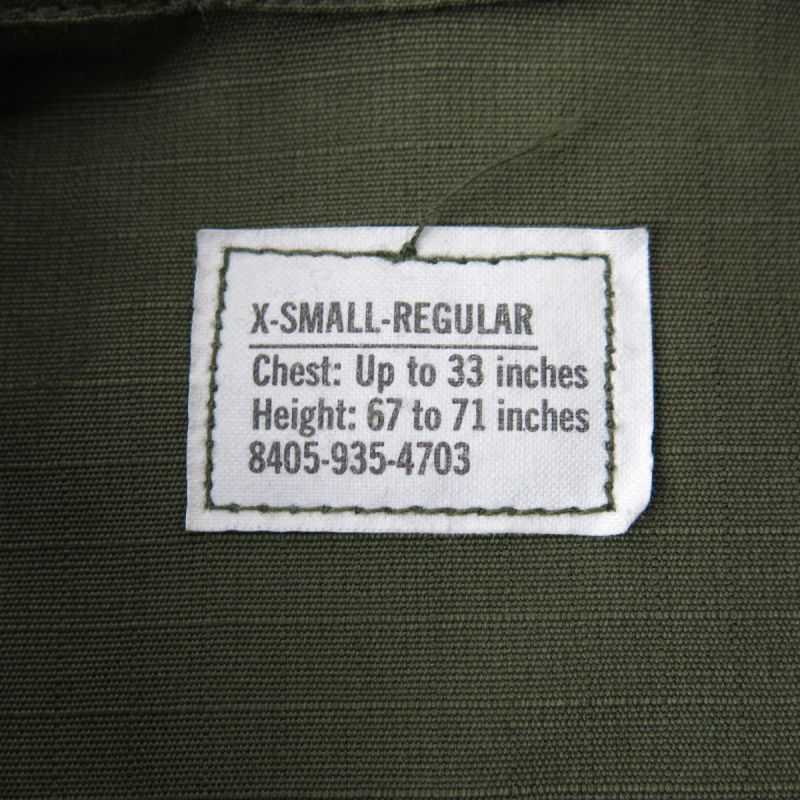 X-SMALL-REGULAR
Chest: Up to 33 inches
Height: 67 to 71 inches
8405-935-4703